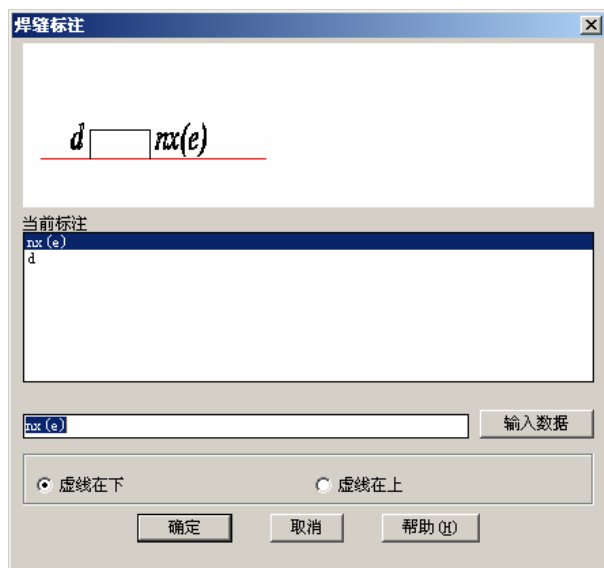 焊缝标注
d nx(e)
当前标注
nx(e)
d
nx(e) 输入数据
虚线在下 虚线在上
确定 取消 帮助(H)